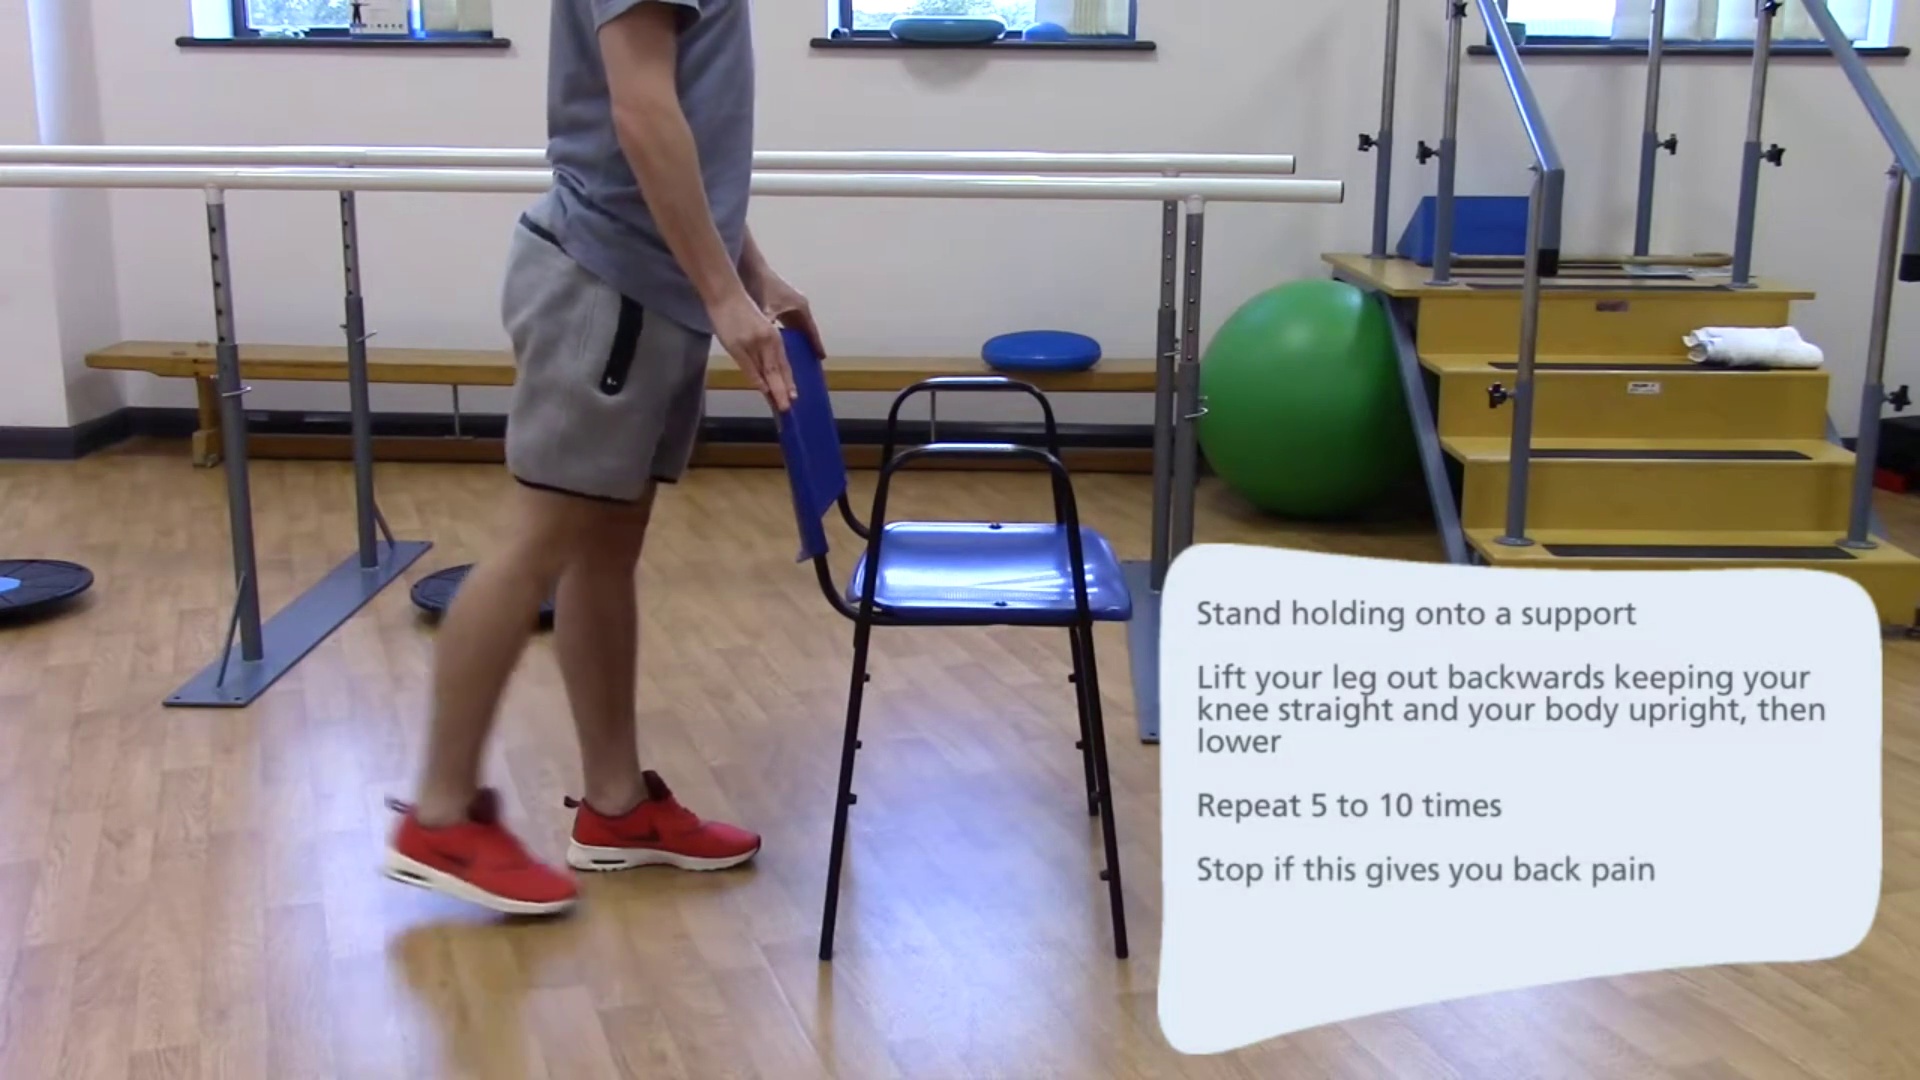 Stand holding onto a support
Lift your leg out backwards keeping your
knee straight and your body upright, then
lower
Repeat 5 to 10 times
Stop if this gives you back pain